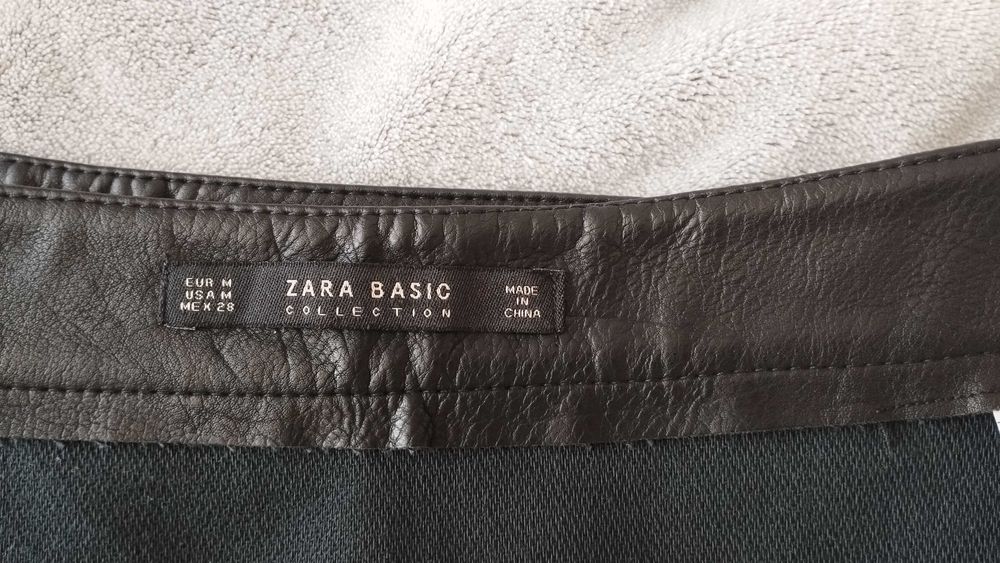 EUR M
USA M
MEX 28
ZARA BASIC
COLLECTION
MADE
IN
CHINA